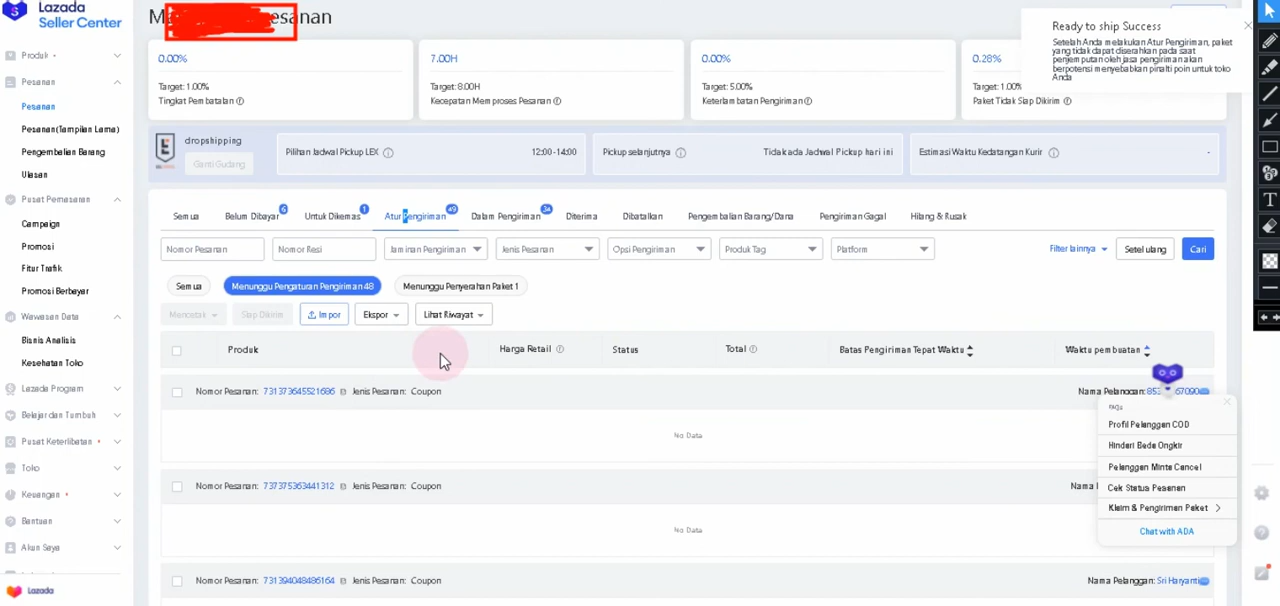 Lazada
Seller Center
Produk
Pesanan
Pesanan
Pesanan(Tampilan Lama)
Pengembalian Barang
Ulasan
Pusat Pemasaran
Campaign
Promosi
Fitur Trafik
Promosi Berbayar
Wawasan Data
Bisnis Analisis
Kesehatan Toko
Lazada Program
Belajar dan Tumbuh
Pusat Keterlibatan
Toko
Keuangan
Bantuan
Akun Saya
Lazada
0.00%
Target: 1.00%
Tingkat Pembatalan
7.00H
Target: 8.00H
Kecepatan Memproses Pesanan
0.00%
Target: 5.00%
Keterlambatan Pengiriman
0.28%
Target: 1.00%
Paket Tidak Siap Dikirim
Ready to ship Success
Setelah Anda melakukan Atur Pengiriman, paket
yang tidak dapat diserahkan pada saat
penjemputan oleh jasa pengiriman akan
berpotensi menyebabkan pinalti poin untuk toko
Anda
dropshipping
Ganti Gudang
Pilihan Jadwal Pickup LEX 12:00-14:00
Pickup selanjutnya Tidak ada Jadwal Pickup hari ini
Estimasi Waktu Kedatangan Kurir -
Semua Belum Dibayar 6 Untuk Dikemas 1 Atur Pengiriman 49 Dalam Pengiriman 34 Diterima Dibatalkan Pengembalian Barang/Dana Pengiriman Gagal Hilang & Rusak
Nomor Pesanan Nomor Resi Jaminan Pengiriman Jenis Pesanan Opsi Pengiriman Produk Tag Platform Filter lainnya Setel ulang Cari
Semua Menunggu Pengaturan Pengiriman 48 Menunggu Penyerahan Paket 1
Mencetak Siap Dikirim Impor Ekspor Lihat Riwayat
Produk Harga Retail Status Total Batas Pengiriman Tepat Waktu Waktu pembuatan
Nomor Pesanan: 731373645521686 Jenis Pesanan: Coupon Nama Pelanggan:
No Data
Nomor Pesanan: 737375363441312 Jenis Pesanan: Coupon
No Data
Nomor Pesanan: 731394048486164 Jenis Pesanan: Coupon Nama Pelanggan: Sri Haryanti
FAQs
Profil Pelanggan COD
Hindari Beda Ongkir
Pelanggan Minta Cancel
Cek Status Pesanan
Klaim & Pengiriman Paket
Chat with ADA